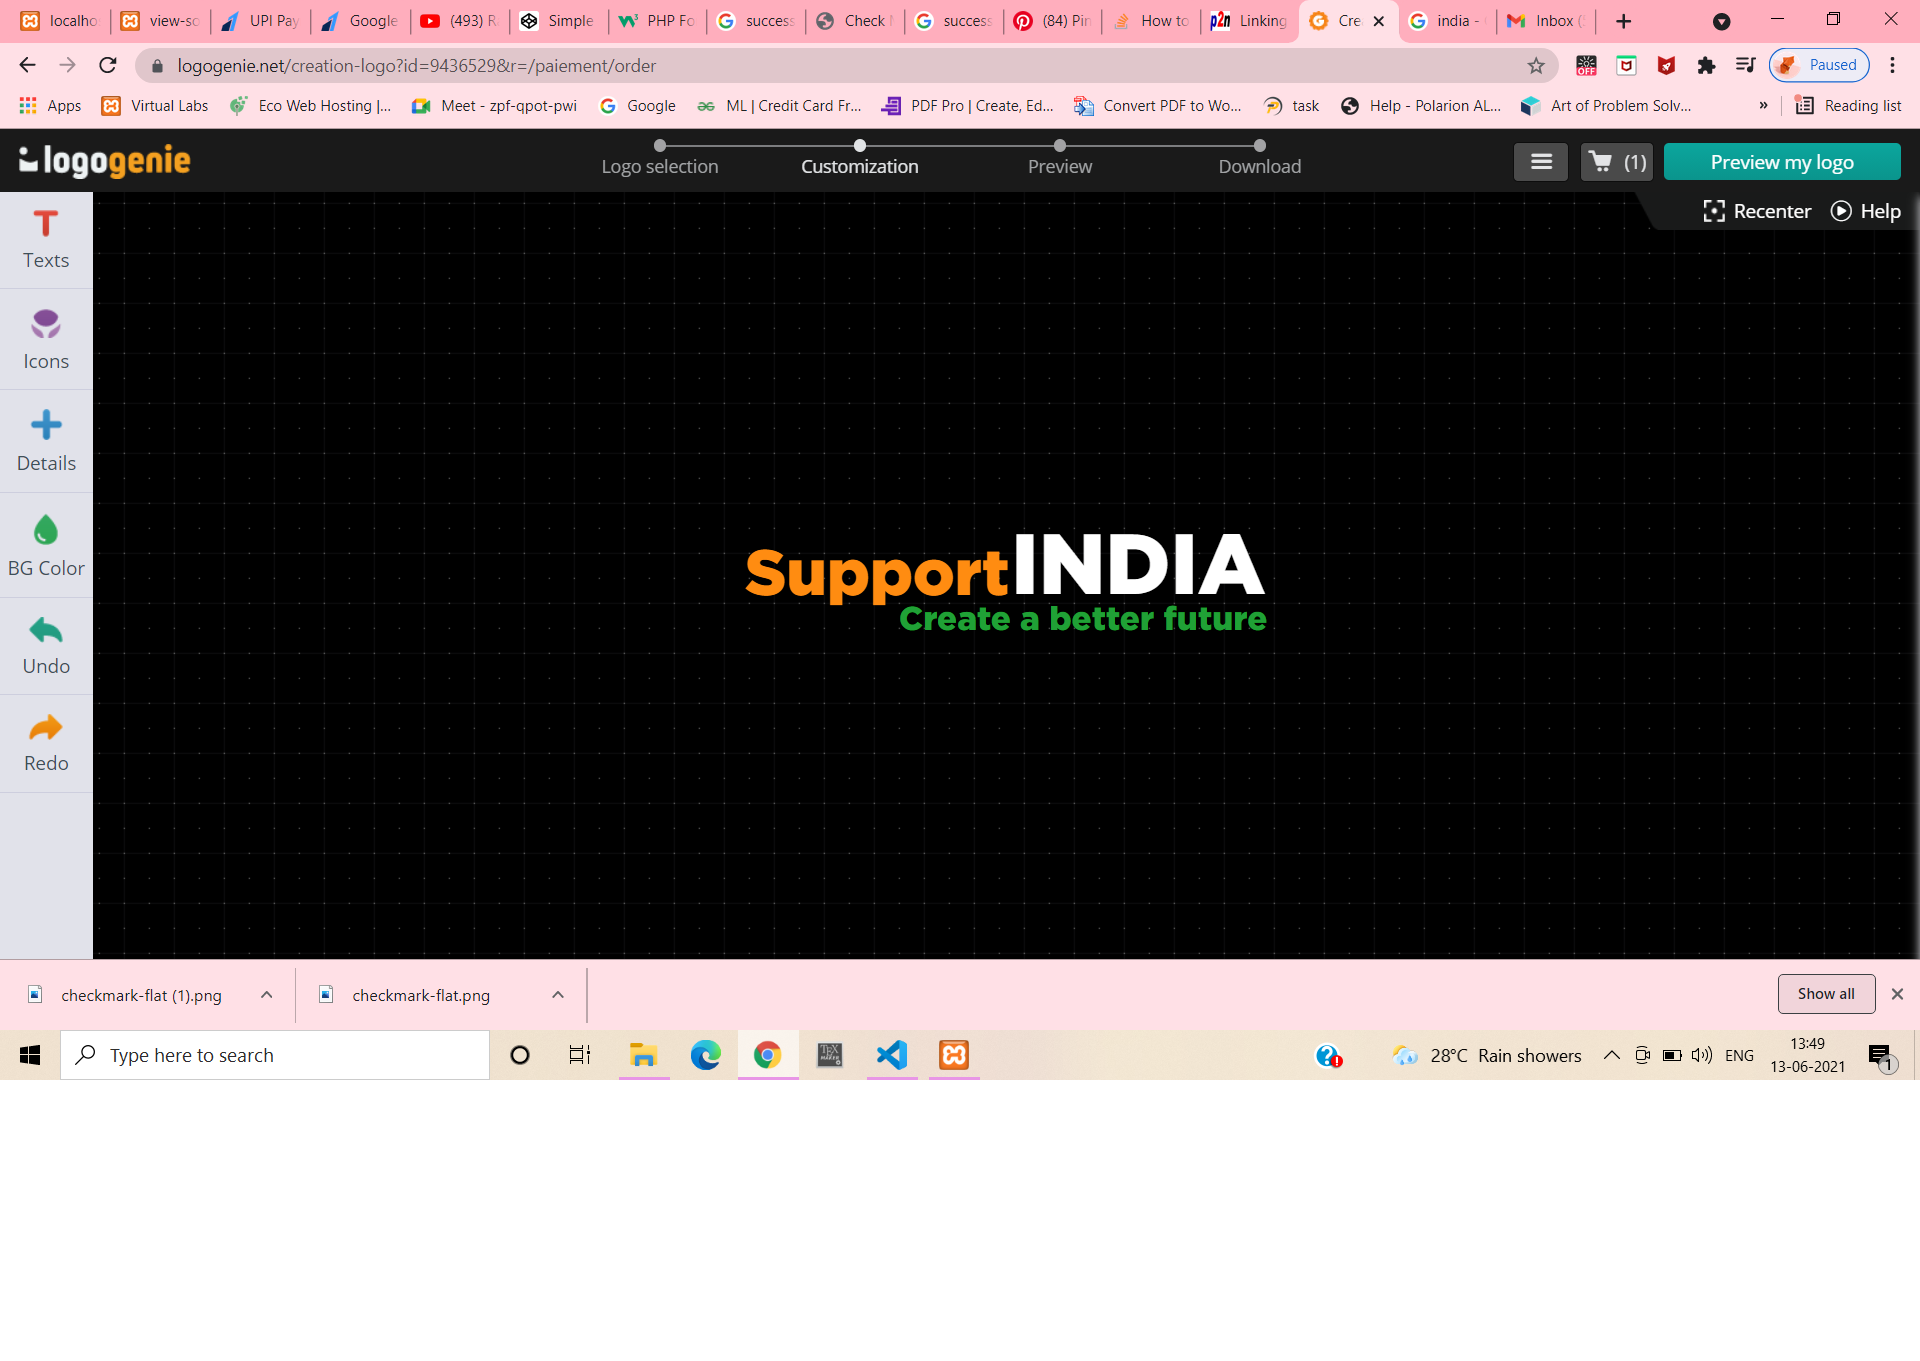 localho view-so UPI Pay Google (493) R Simple PHP Fo success Check success (84) Pin How to Linking Cre india - Inbox (
logogenie.net/creation-logo?id=9436529&r=/paiement/order Paused
Apps Virtual Labs Eco Web Hosting |... Meet - zpf-qpot-pwi Google ML | Credit Card Fr... PDF Pro | Create, Ed... Convert PDF to Wo... task Help - Polarion AL... Art of Problem Solv... » Reading list
logogenie Logo selection Customization Preview Download (1) Preview my logo
Recenter Help
Texts
Icons
Details
BG Color
Undo
Redo
Support INDIA
Create a better future
checkmark-flat (1).png checkmark-flat.png Show all
Type here to search 28°C Rain showers ENG 13:49
13-06-2021 1